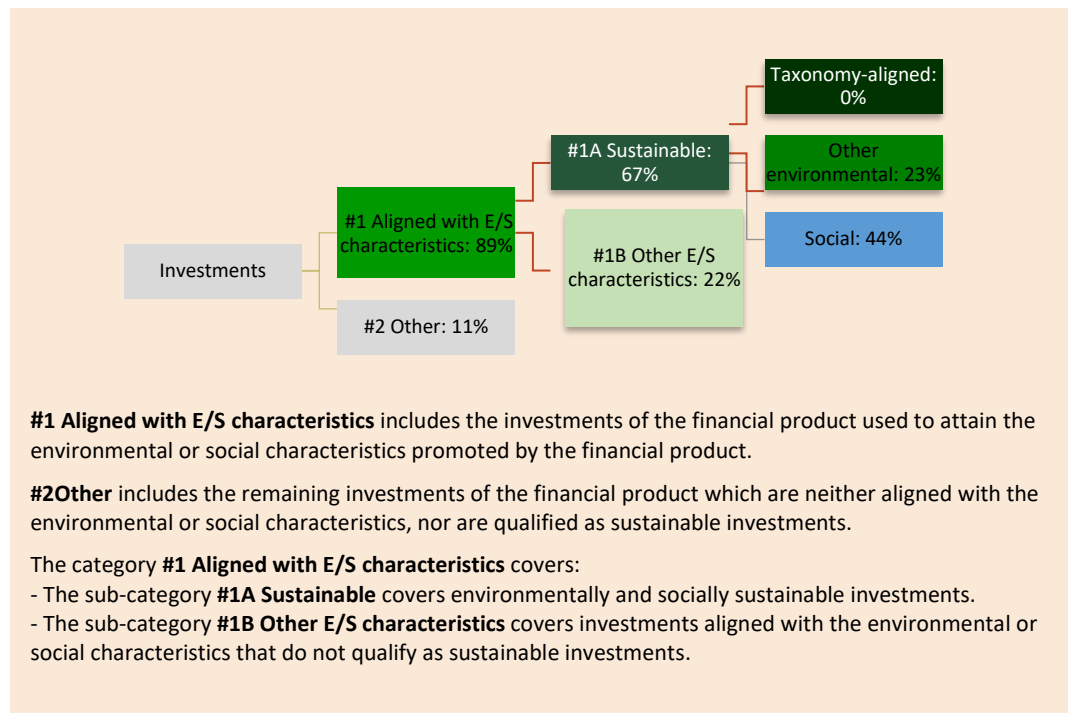 Taxonomy-aligned:
0%
#1A Sustainable:
67%
Other
environmental: 23%
#1 Aligned with E/S
characteristics: 89%
Social: 44%
#1B Other E/S
characteristics: 22%
Investments
#2 Other: 11%
#1 Aligned with E/S characteristics includes the investments of the financial product used to attain the
environmental or social characteristics promoted by the financial product.
#2Other includes the remaining investments of the financial product which are neither aligned with the
environmental or social characteristics, nor are qualified as sustainable investments.
The category #1 Aligned with E/S characteristics covers:
- The sub-category #1A Sustainable covers environmentally and socially sustainable investments.
- The sub-category #1B Other E/S characteristics covers investments aligned with the environmental or
social characteristics that do not qualify as sustainable investments.